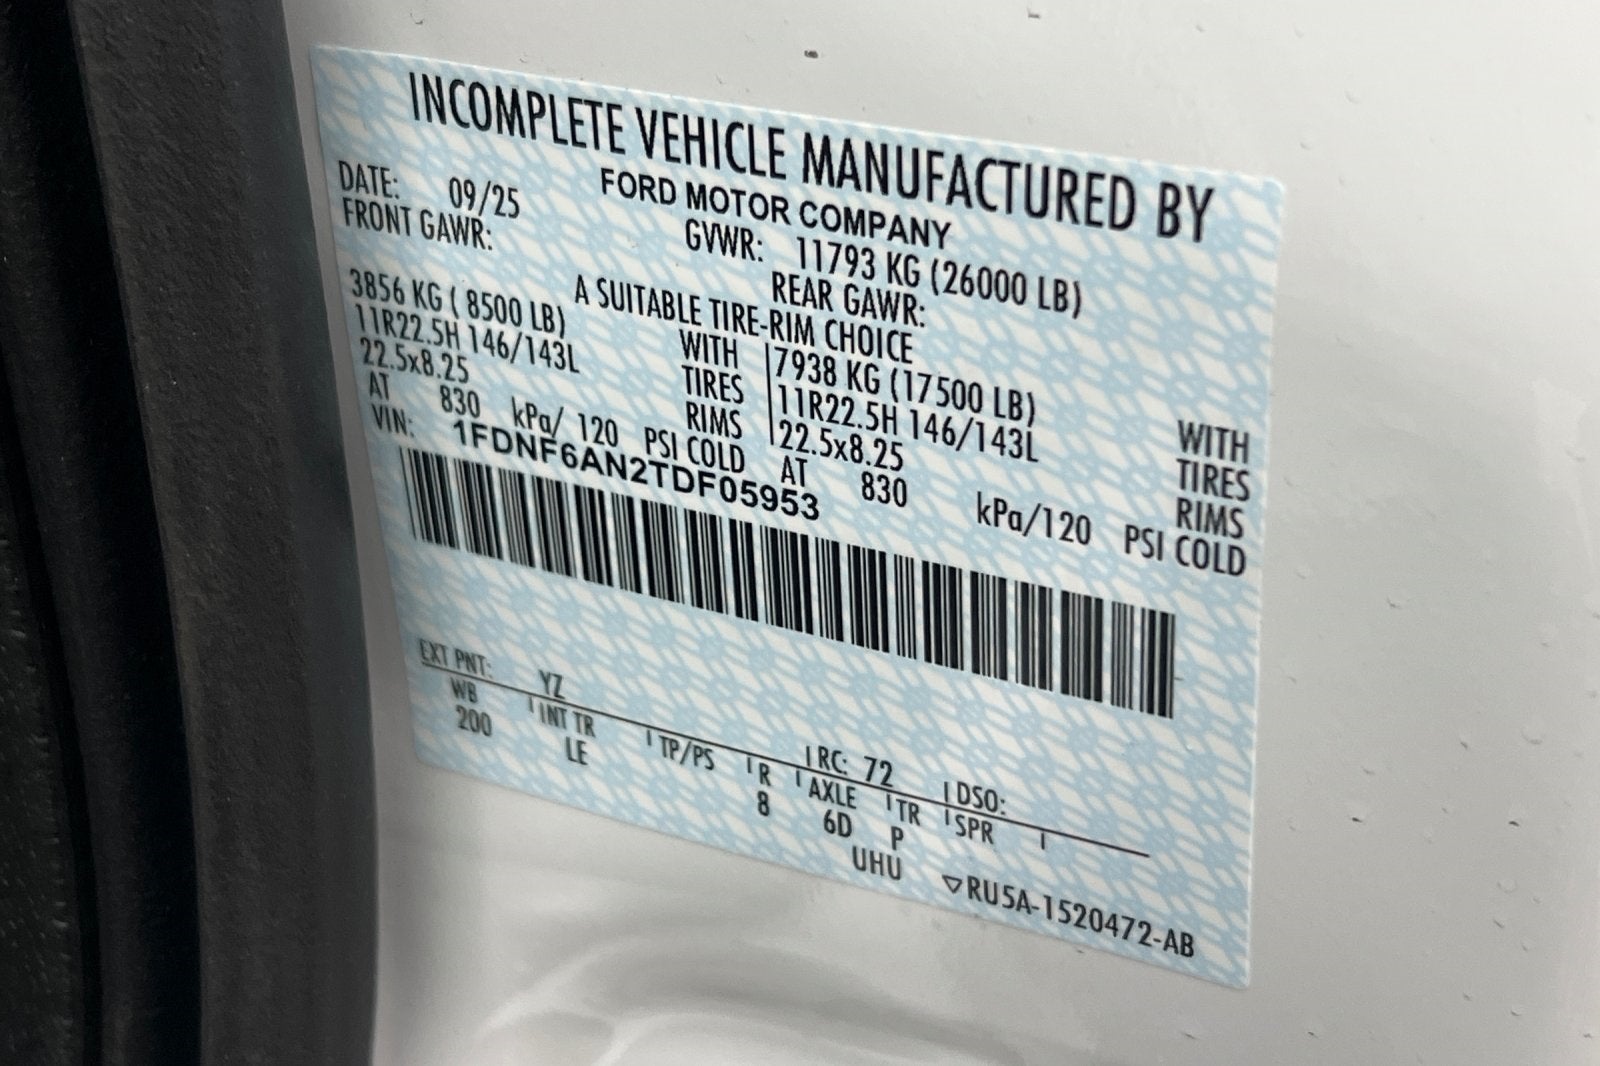 INCOMPLETE VEHICLE MANUFACTURED BY
FORD MOTOR COMPANY
DATE: 09/25 GVWR: 11793 KG (26000 LB)
FRONT GAWR: REAR GAWR:
A SUITABLE TIRE-RIM CHOICE
3856 KG ( 8500 LB) WITH 7938 KG (17500 LB) WITH
11R22.5H 146/143L TIRES 11R22.5H 146/143L TIRES
22.5x8.25 RIMS 22.5x8.25 RIMS
AT 830 kPa/ 120 PSI COLD AT 830 kPa/120 PSI COLD
VIN: 1FDNF6AN2TDF05953
EXT PNT: YZ RC: 72 DSO:
WB INT TR TP/PS R AXLE TR SPR
200 LE 8 6D P
UHU ▽RU5A-1520472-AB